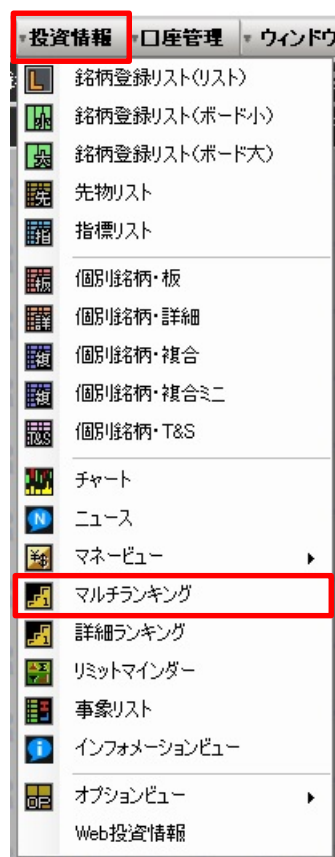 投資情報 口座管理 ウィンドウ
銘柄登録リスト(リスト)
銘柄登録リスト(ボード小)
銘柄登録リスト(ボード大)
先物リスト
指標リスト
個別銘柄・板
個別銘柄・詳細
個別銘柄・複合
個別銘柄・複合ミニ
個別銘柄・T&S
チャート
ニュース
マネービュー
マルチランキング
詳細ランキング
リミットマインダー
事象リスト
インフォメーションビュー
オプションビュー
Web投資情報